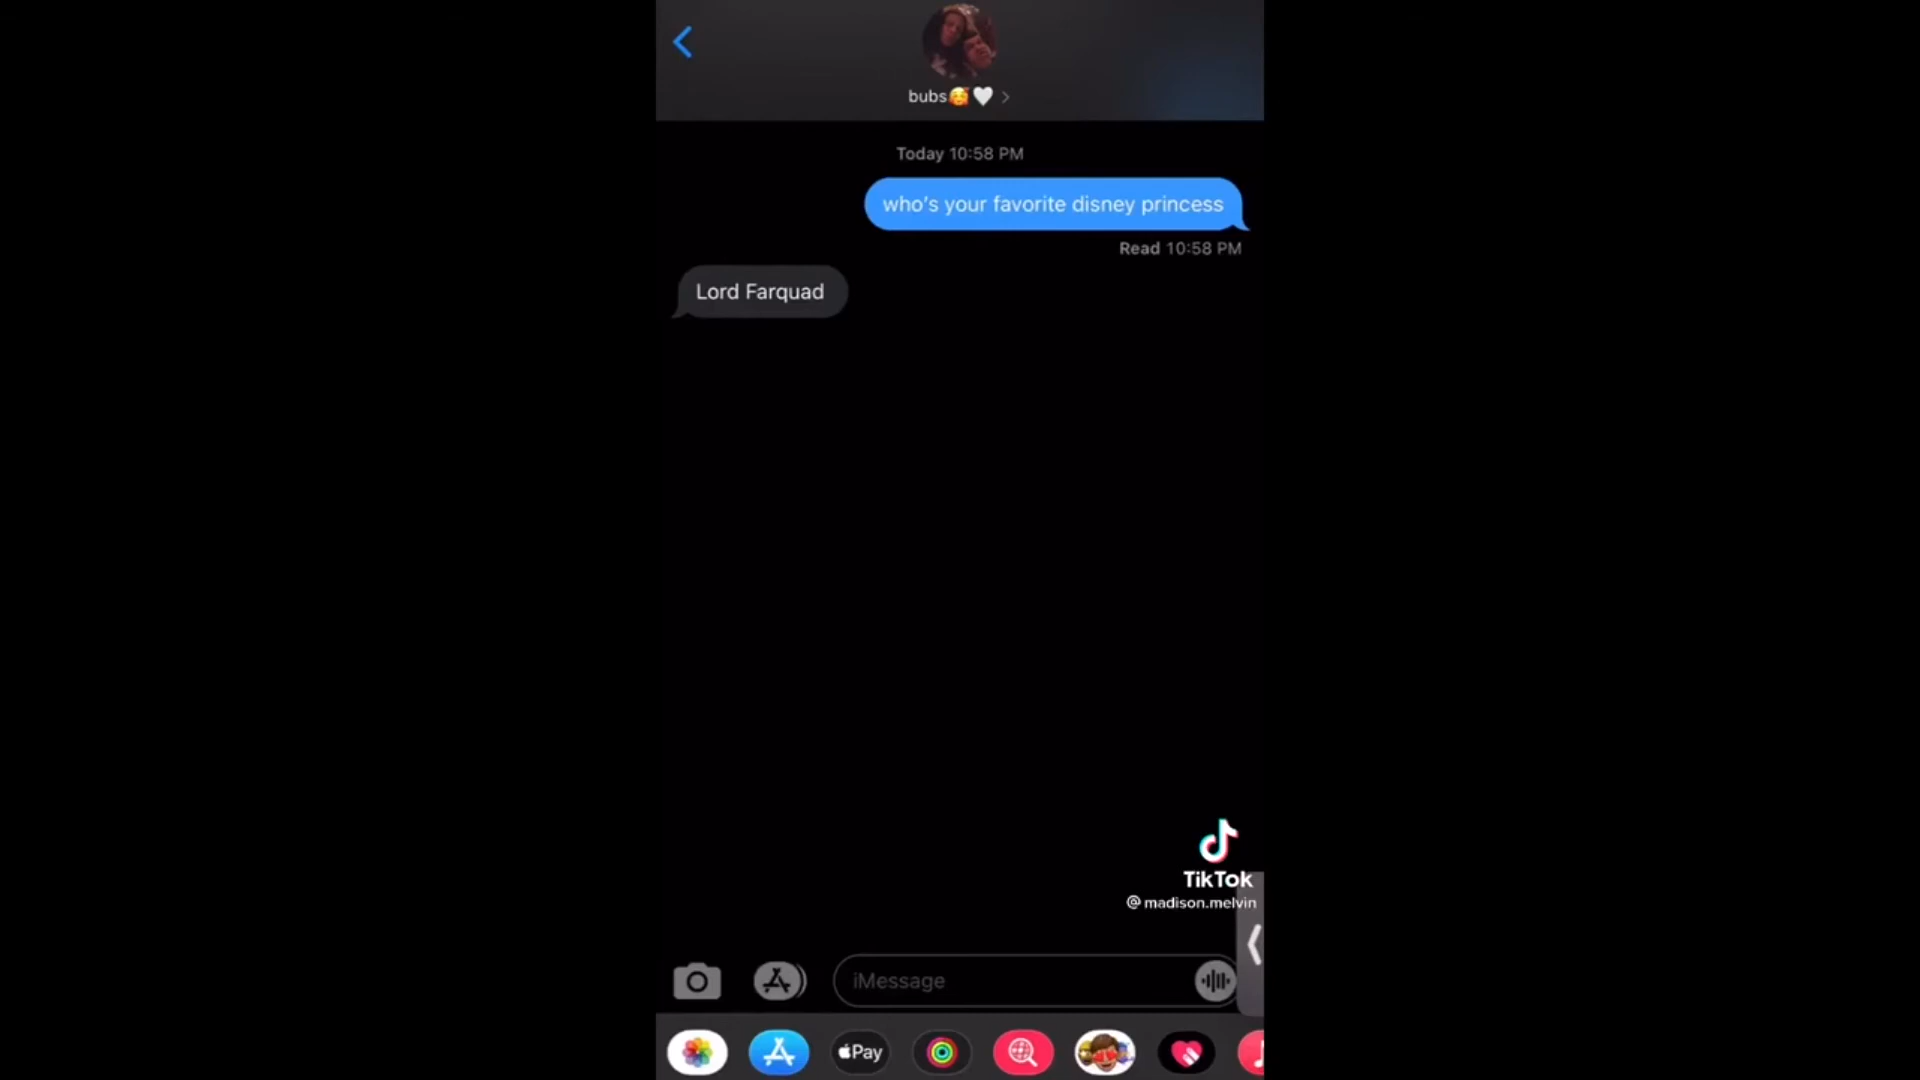 bubs🥰🤍 >
Today 10:58 PM
who's your favorite disney princess
Read 10:58 PM
Lord Farquad
TikTok
@madison.melvin
iMessage
Pay